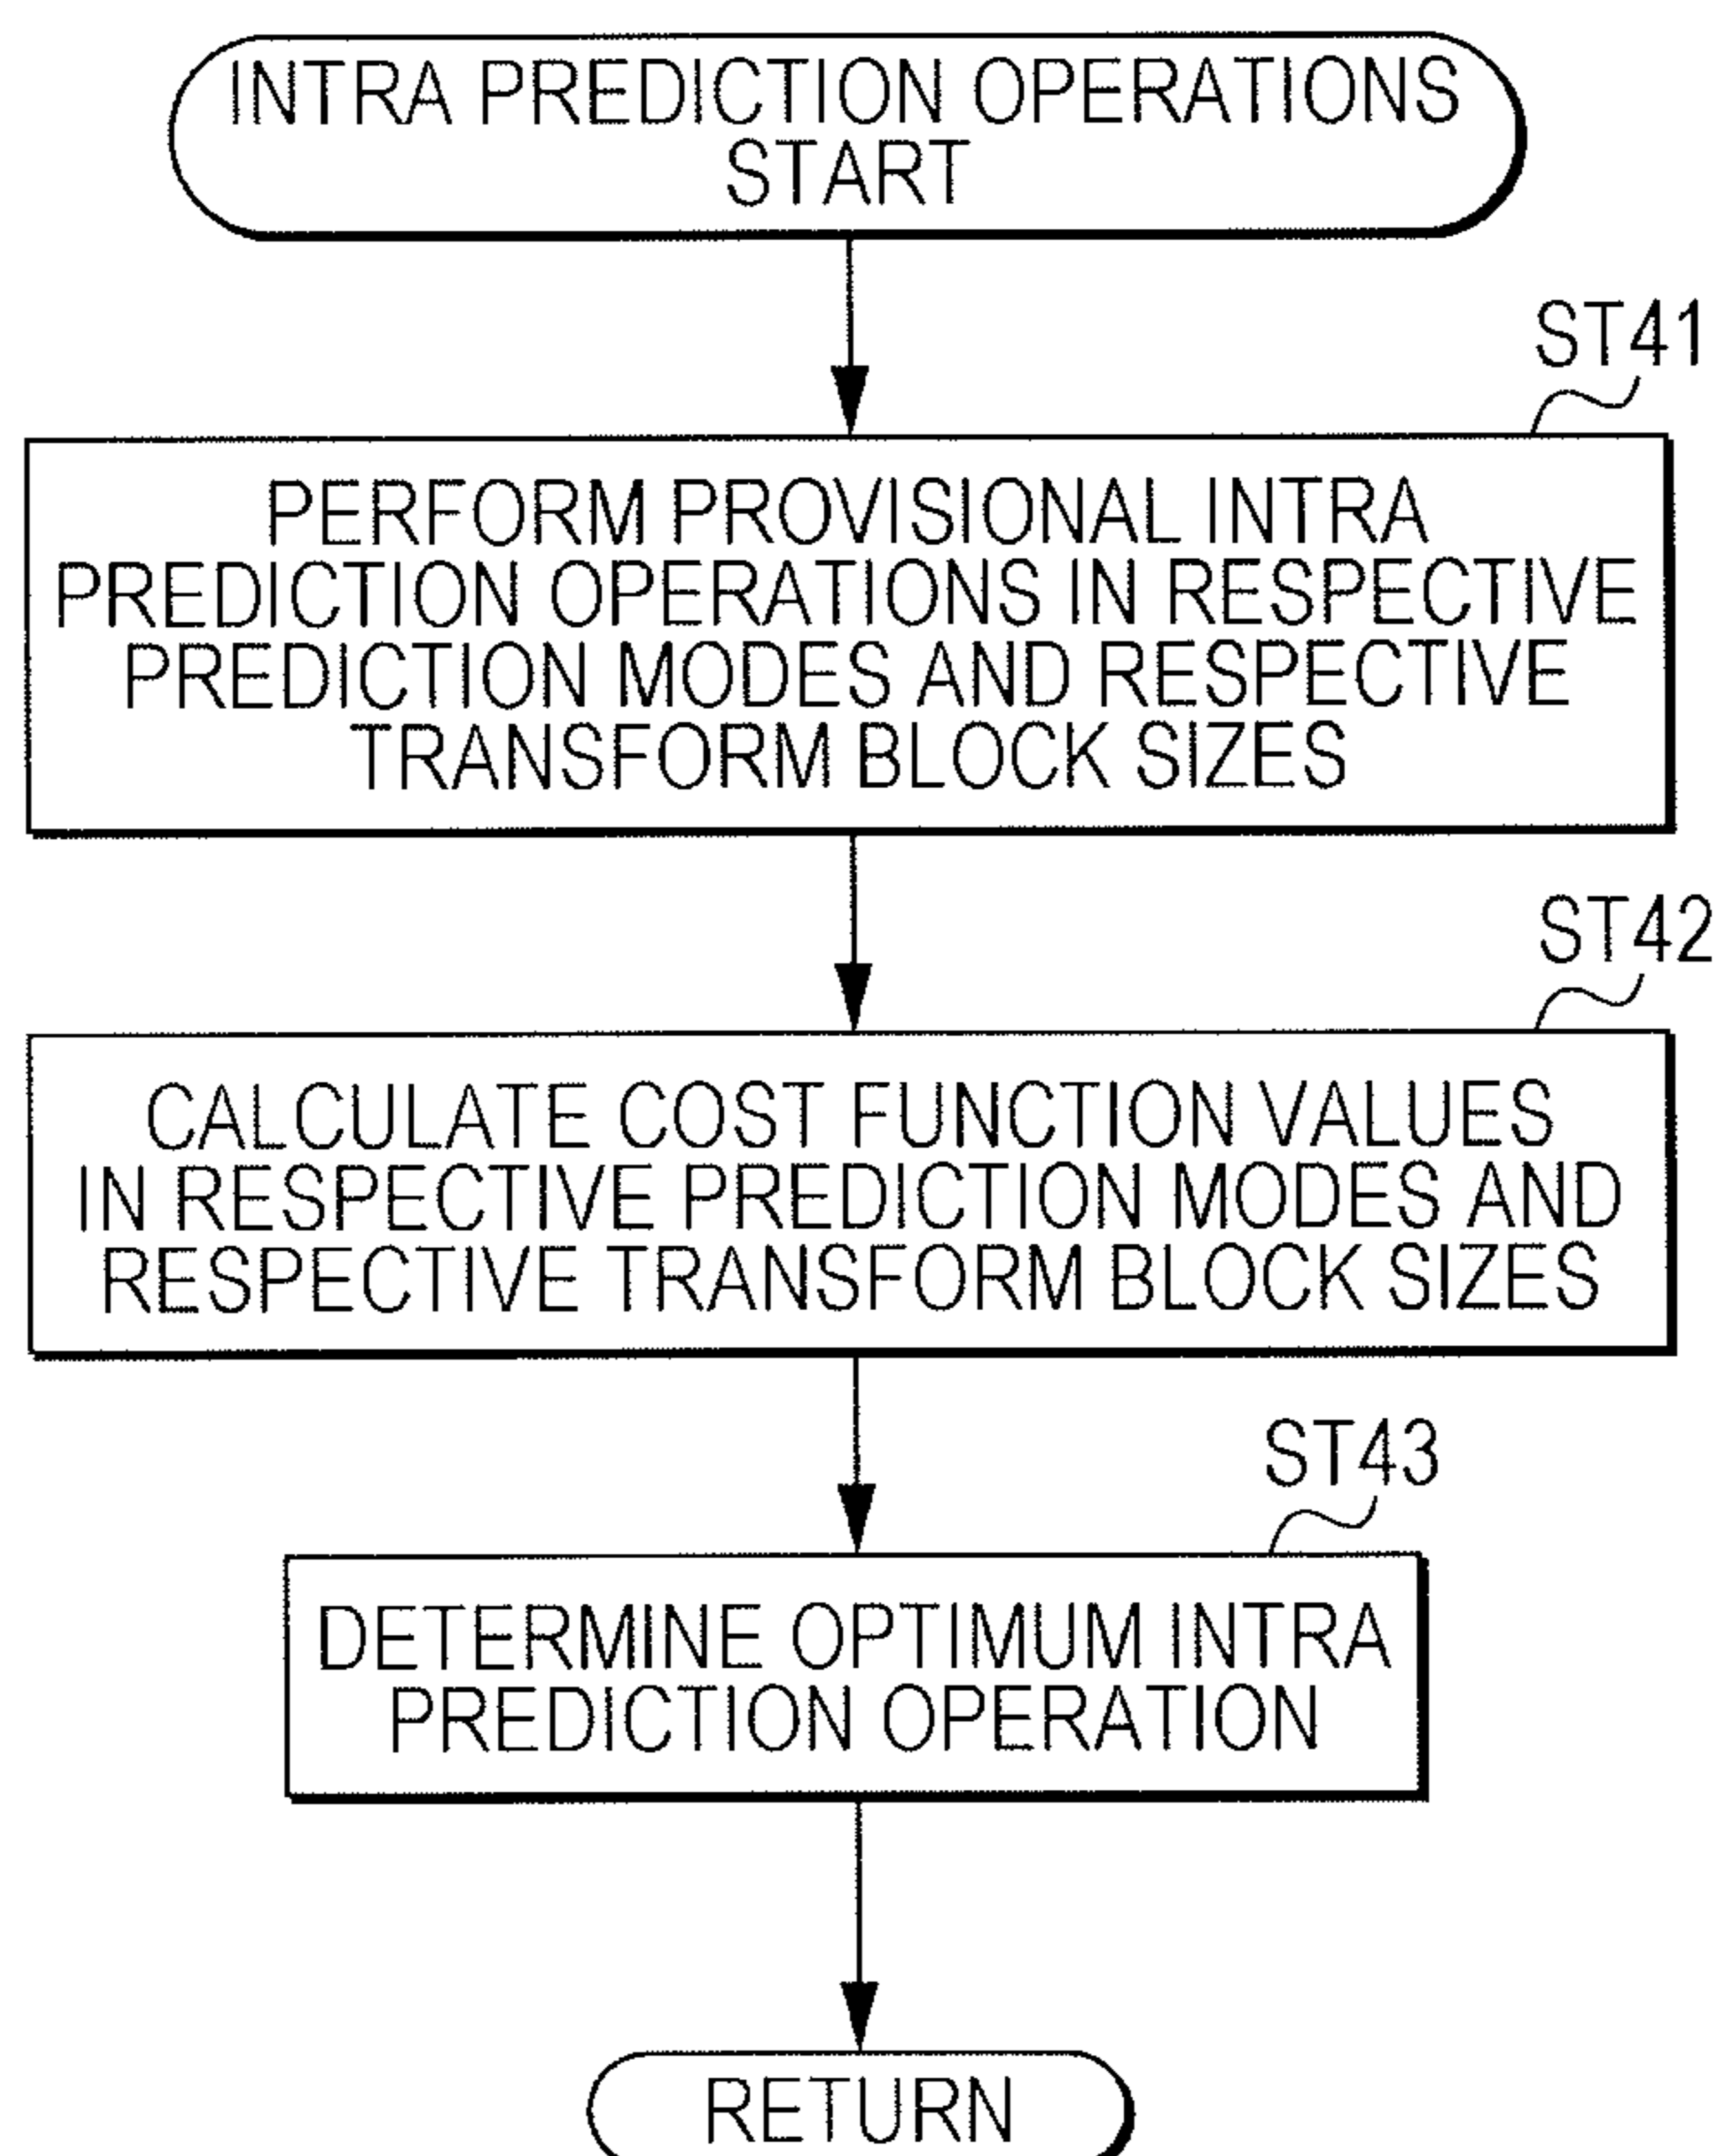 INTRA PREDICTION OPERATIONS
START
ST41
PERFORM PROVISIONAL INTRA
PREDICTION OPERATIONS IN RESPECTIVE
PREDICTION MODES AND RESPECTIVE
TRANSFORM BLOCK SIZES
ST42
CALCULATE COST FUNCTION VALUES
IN RESPECTIVE PREDICTION MODES AND
RESPECTIVE TRANSFORM BLOCK SIZES
ST43
DETERMINE OPTIMUM INTRA
PREDICTION OPERATION
RETURN